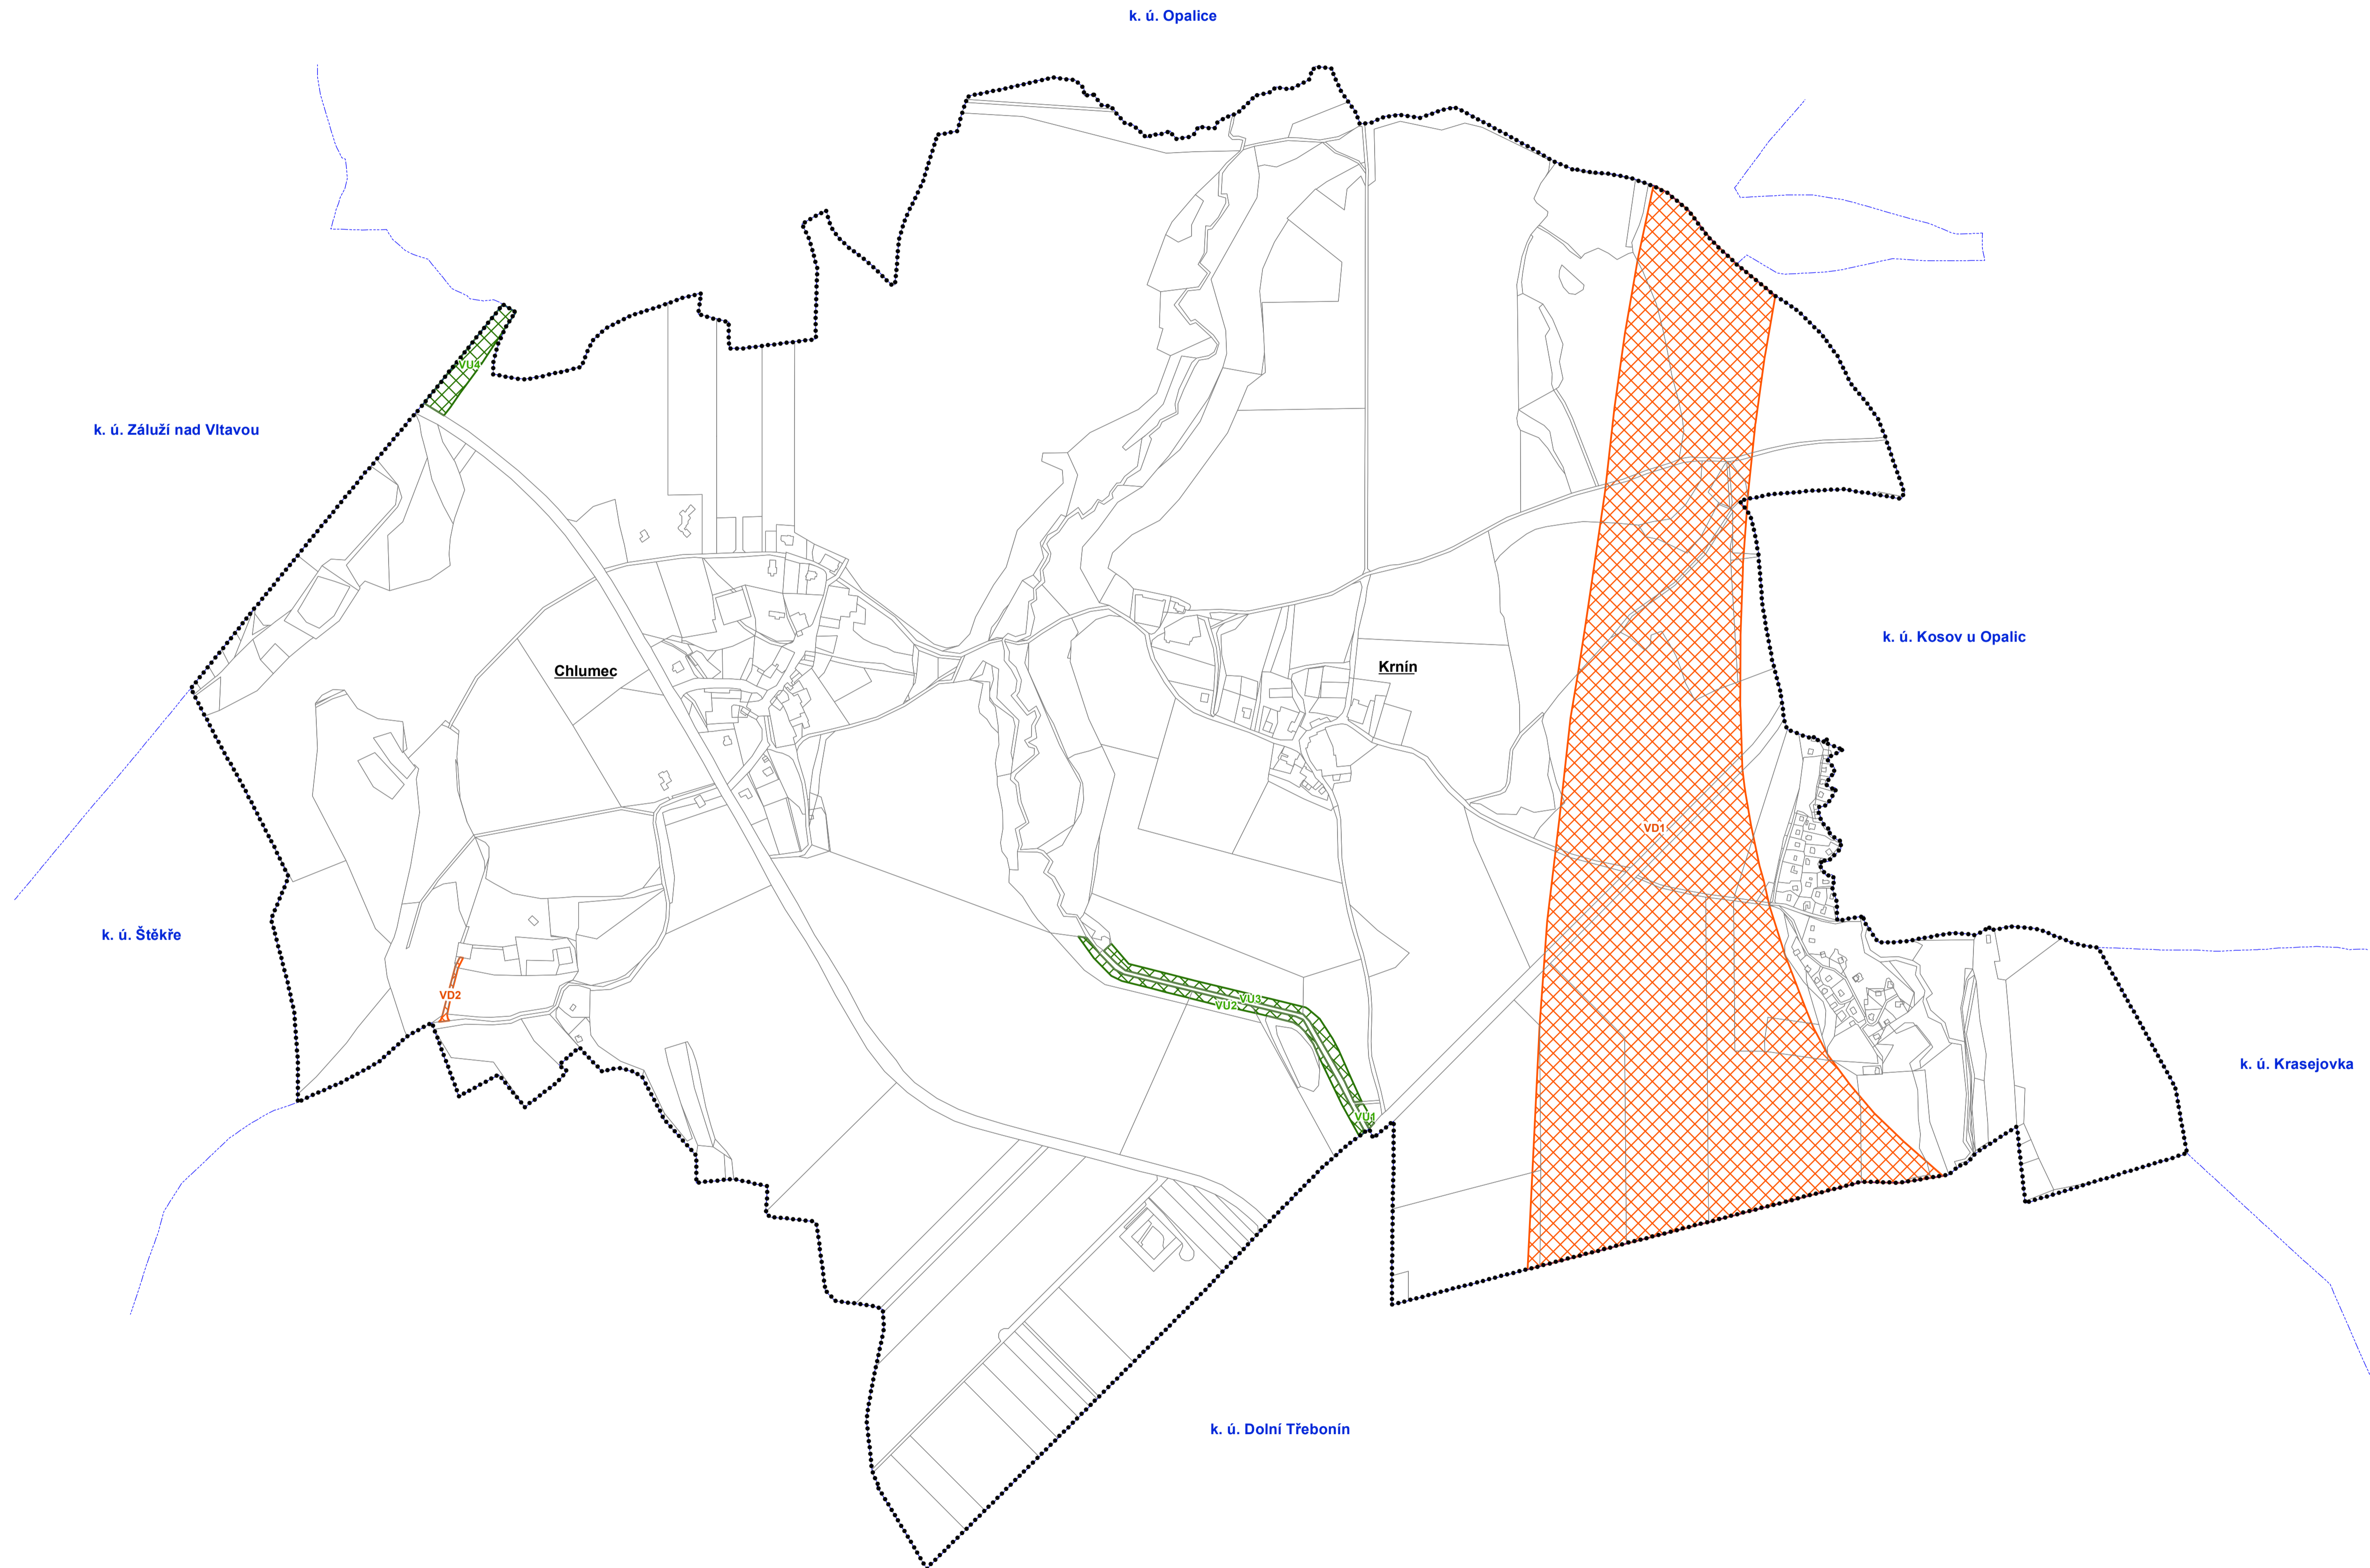 k. ú. Opalice
VU4
k. ú. Záluží nad Vltavou
k. ú. Kosov u Opalic
Chlumec
Krnín
VD1
k. ú. Štěkře
VD2
VU3
VU2
k. ú. Krasejovka
VU1
k. ú. Dolní Třebonín